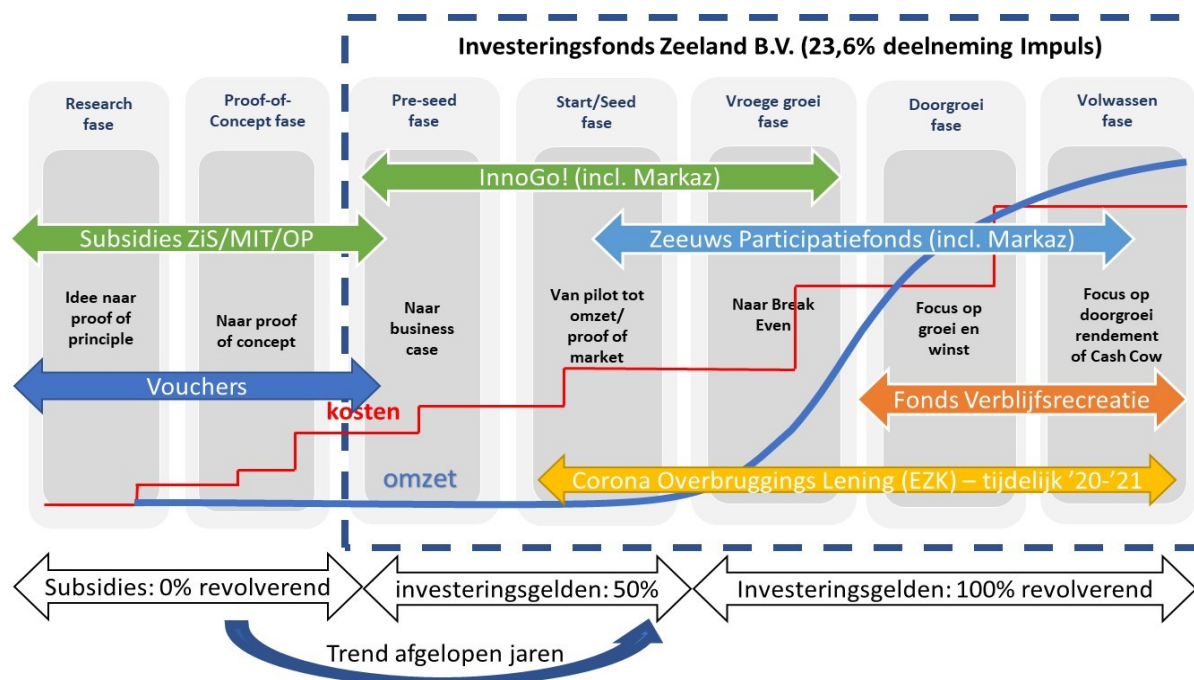 Investeringsfonds Zeeland B.V. (23,6% deelneming Impuls)
Research
fase
Proof-of-
Concept fase
Pre-seed
fase
Start/Seed
fase
Vroege groei
fase
Doorgroei
fase
Volwassen
fase
InnoGo! (incl. Markaz)
Subsidies ZiS/MIT/OP
Zeeuws Participatiefonds (incl. Markaz)
Idee naar
proof of
principle
Naar proof
of concept
Naar
business
case
Van pilot tot
omzet/
proof of
market
Naar Break
Even
Focus op
groei en
winst
Focus op
doorgroei
rendement
of Cash Cow
Vouchers
kosten
Fonds Verblijfsrecreatie
omzet
Corona Overbruggings Lening (EZK) – tijdelijk ’20-’21
Subsidies: 0% revolverend
investeringsgelden: 50%
Investeringsgelden: 100% revolverend
Trend afgelopen jaren